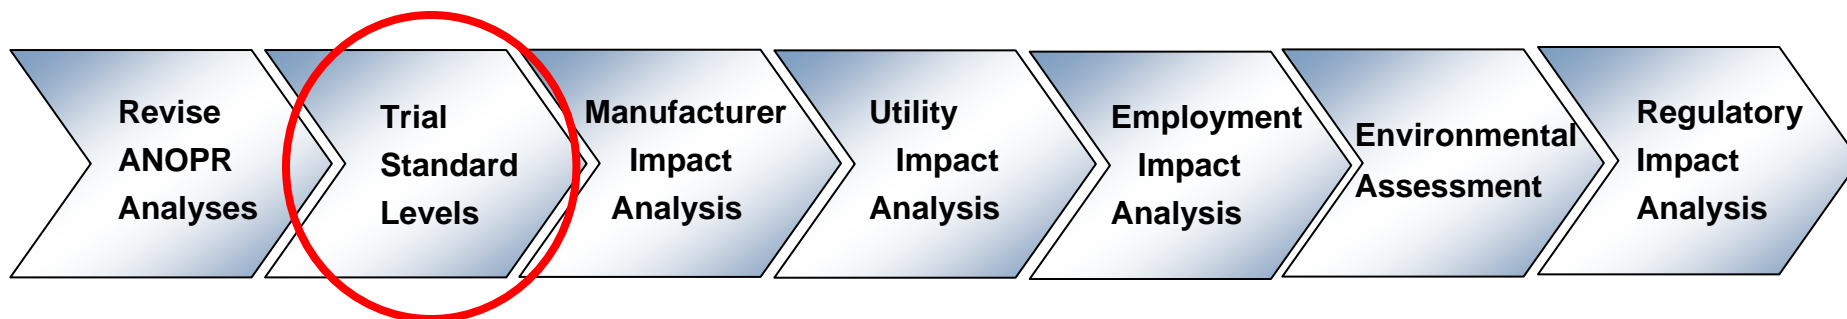 Revise
ANOPR
Analyses
Trial
Standard
Levels
Manufacturer
Impact
Analysis
Utility
Impact
Analysis
Employment
Impact
Analysis
Environmental
Assessment
Regulatory
Impact
Analysis